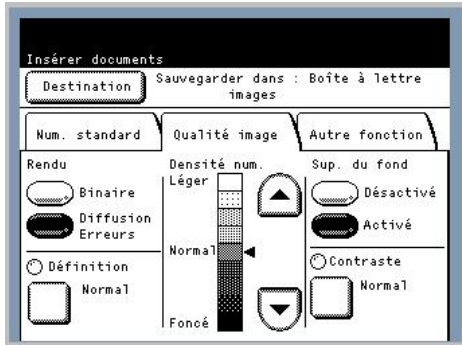 Insérer documents
Destination
Sauvegarder dans : Boîte à lettre
images
Num. standard
Qualité image
Autre fonction
Rendu
Binaire
Diffusion
Erreurs
Définition
Normal
Densité num.
Léger
Normal
Foncé
Sup. du fond
Désactivé
Activé
Contraste
Normal